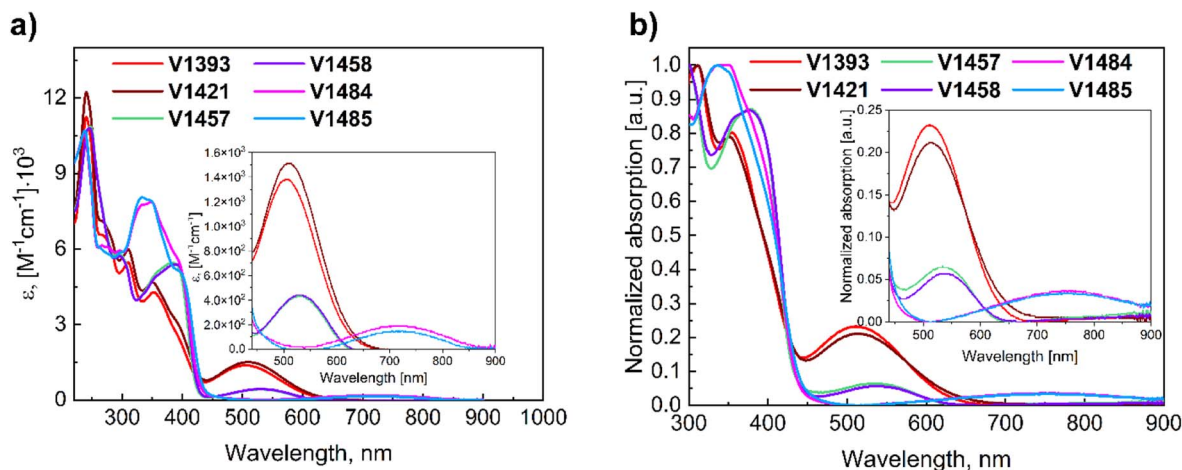 a)
V1393
V1421
V1457
V1458
V1484
V1485
ε, [M⁻¹cm⁻¹]·10³
12
9
6
3
0
300 400 500 600 700 800 900 1000
Wavelength, nm
ε, [M⁻¹cm⁻¹]
1.6×10³
1.4×10³
1.2×10³
1.0×10³
8.0×10²
6.0×10²
4.0×10²
2.0×10²
0.0
500 600 700 800 900
Wavelength [nm]
b)
V1393
V1421
V1457
V1458
V1484
V1485
Normalized absorption [a.u.]
1.0
0.9
0.8
0.7
0.6
0.5
0.4
0.3
0.2
0.1
0.0
300 400 500 600 700 800 900
Wavelength, nm
Normalized absorption [a.u.]
0.25
0.20
0.15
0.10
0.05
0.00
500 600 700 800 900
Wavelength [nm]